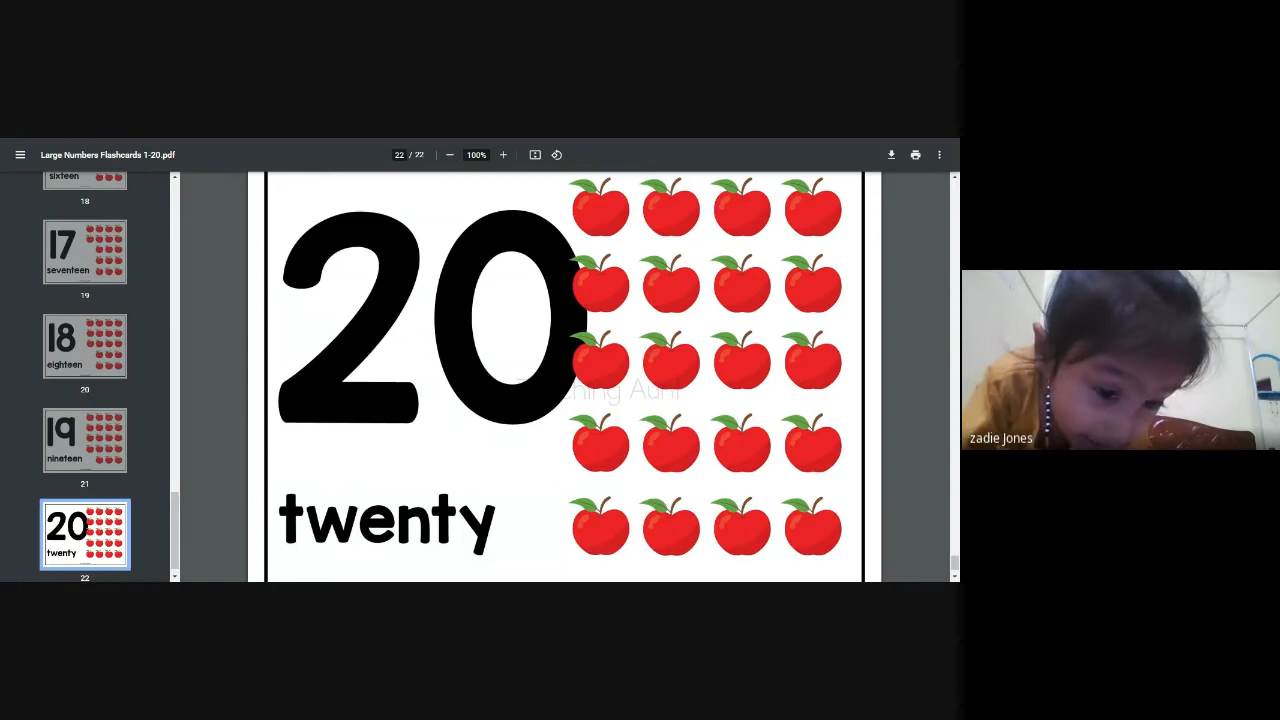 Large Numbers Flashcards 1-20.pdf
22 / 22
100%
sixteen
18
17
seventeen
19
18
eighteen
20
19
nineteen
21
20
twenty
22
20
twenty
zadie Jones